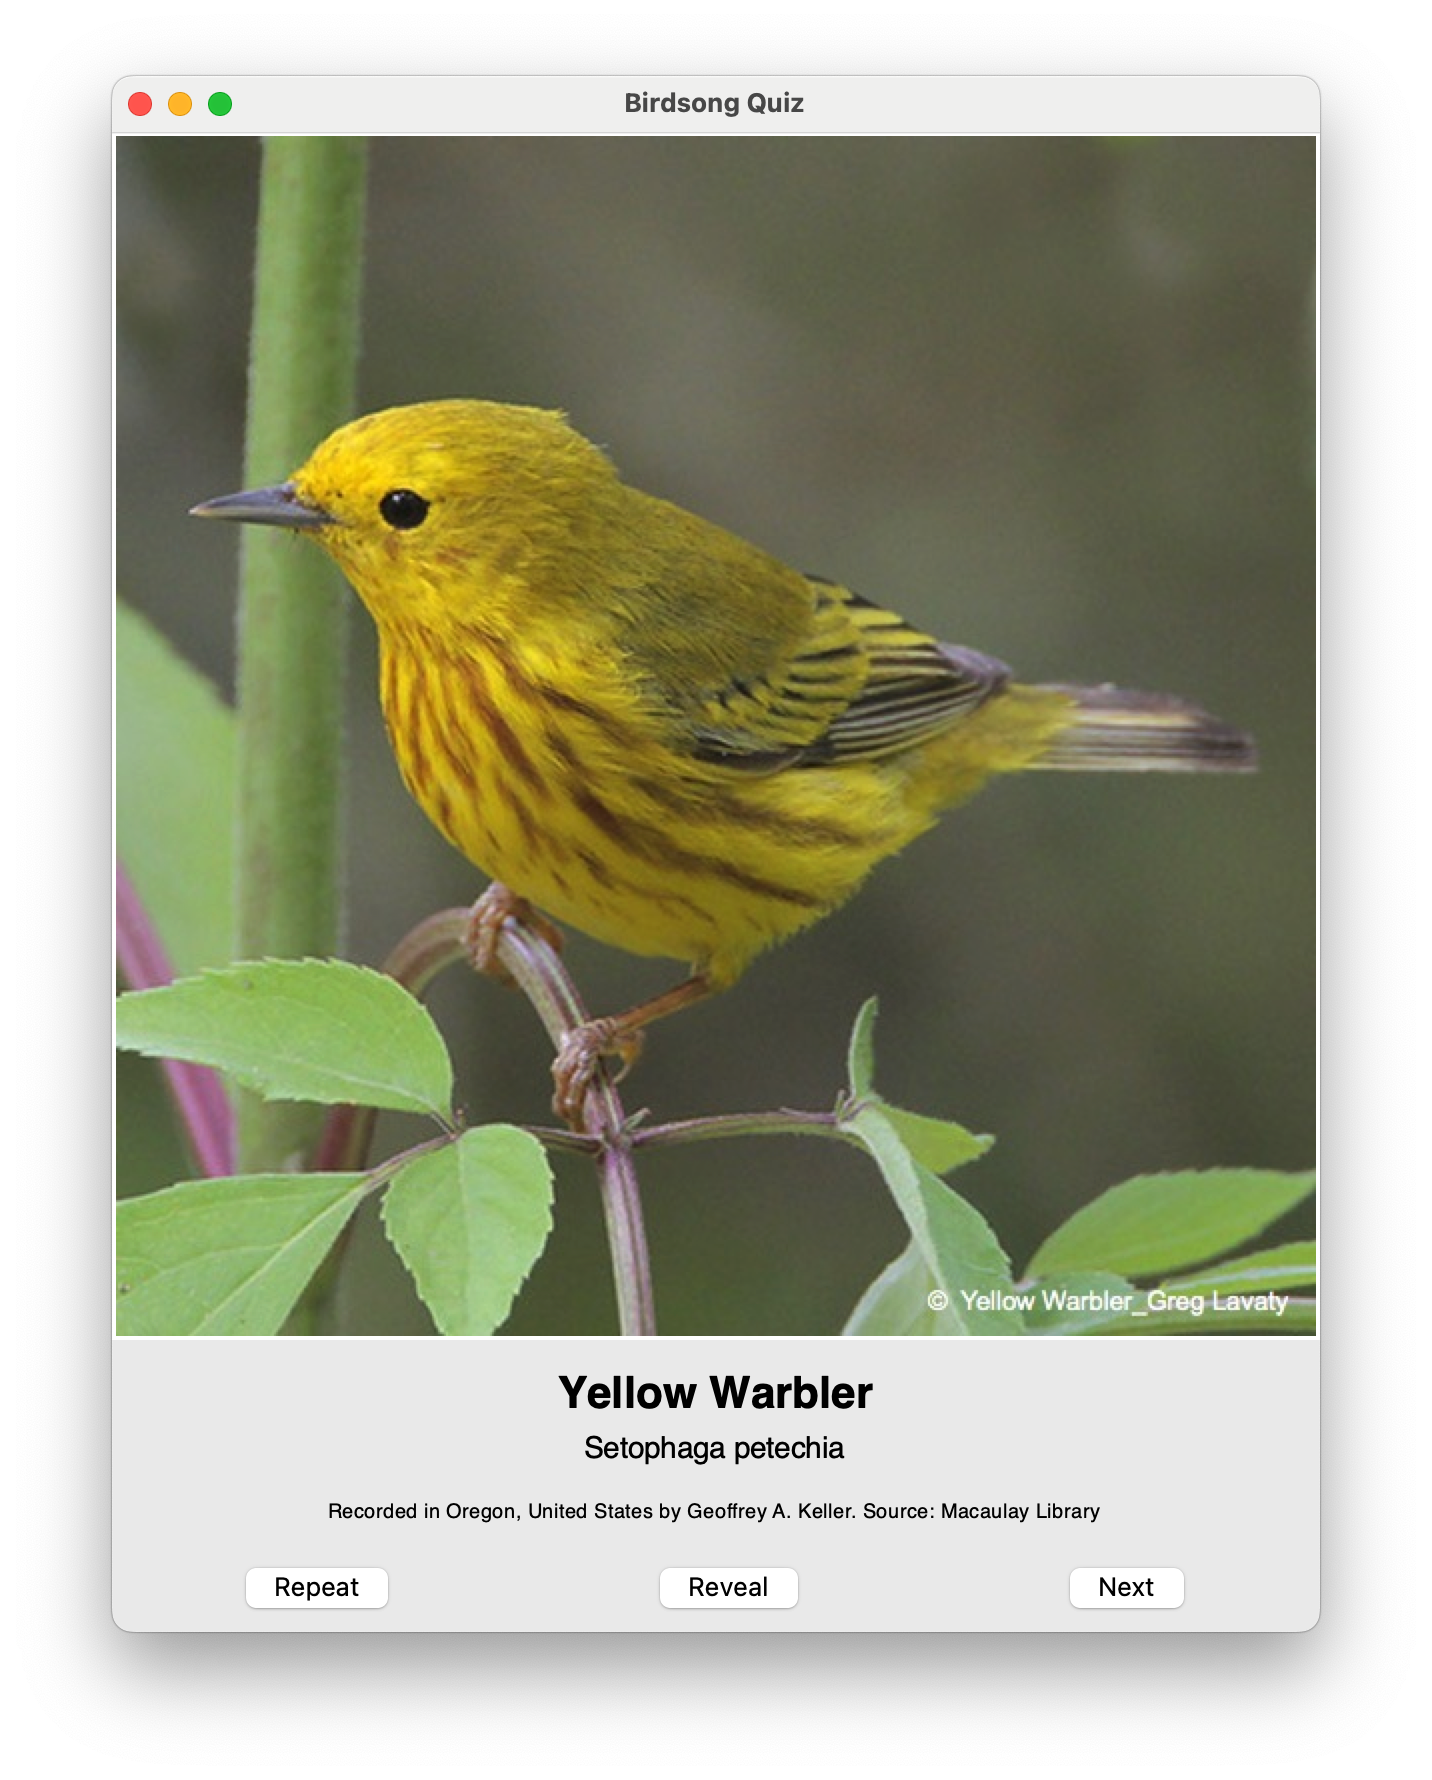 Birdsong Quiz
© Yellow Warbler_Greg Lavaty
Yellow Warbler
Setophaga petechia
Recorded in Oregon, United States by Geoffrey A. Keller. Source: Macaulay Library
Repeat
Reveal
Next